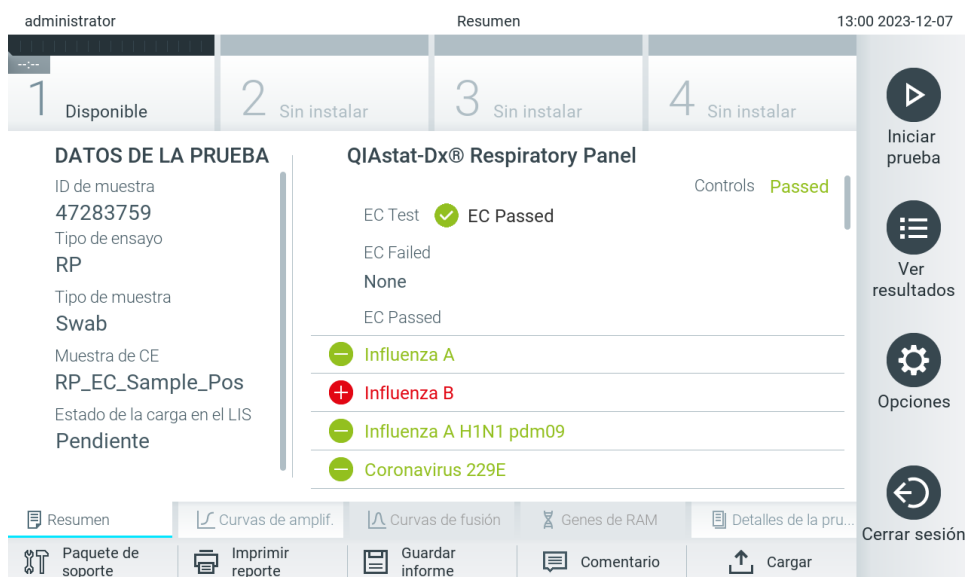 administrator
Resumen
13:00 2023-12-07
--:--
1 Disponible
2 Sin instalar
3 Sin instalar
4 Sin instalar
DATOS DE LA PRUEBA
ID de muestra
47283759
Tipo de ensayo
RP
Tipo de muestra
Swab
Muestra de CE
RP_EC_Sample_Pos
Estado de la carga en el LIS
Pendiente
QIAstat-Dx® Respiratory Panel
Controls Passed
EC Test EC Passed
EC Failed
None
EC Passed
Influenza A
Influenza B
Influenza A H1N1 pdm09
Coronavirus 229E
Iniciar
prueba
Ver
resultados
Opciones
Cerrar sesión
Resumen
Curvas de amplif.
Curvas de fusión
Genes de RAM
Detalles de la pru...
Paquete de
soporte
Imprimir
reporte
Guardar
informe
Comentario
Cargar